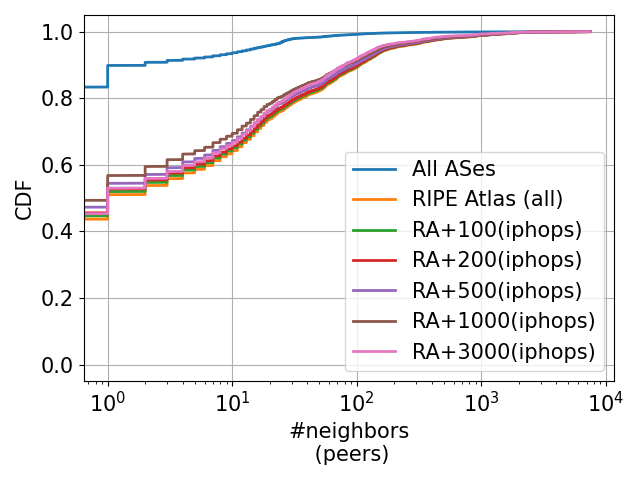 1.0
0.8
0.6
0.4
0.2
0.0
CDF
All ASes
RIPE Atlas (all)
RA+100(iphops)
RA+200(iphops)
RA+500(iphops)
RA+1000(iphops)
RA+3000(iphops)
10^0 10^1 10^2 10^3 10^4
#neighbors
(peers)